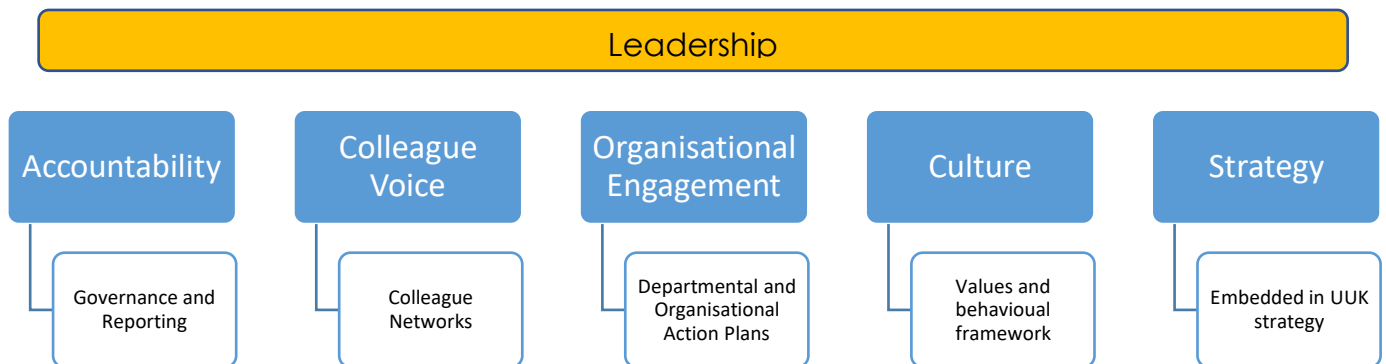 Leadership
Accountability
Colleague
Voice
Organisational
Engagement
Culture
Strategy
Governance and
Reporting
Colleague
Networks
Departmental and
Organisational
Action Plans
Values and
behavioual
framework
Embedded in UUK
strategy